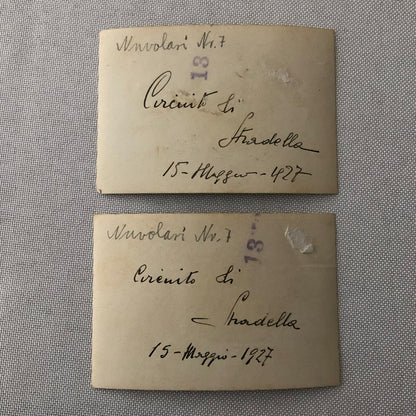 Nuvolari Nr. 7
13
Circuito di
Stradella
15-Maggio-927
Nuvolari Nr. 7
13
Circuito di
Stradella
15-Maggio-1927